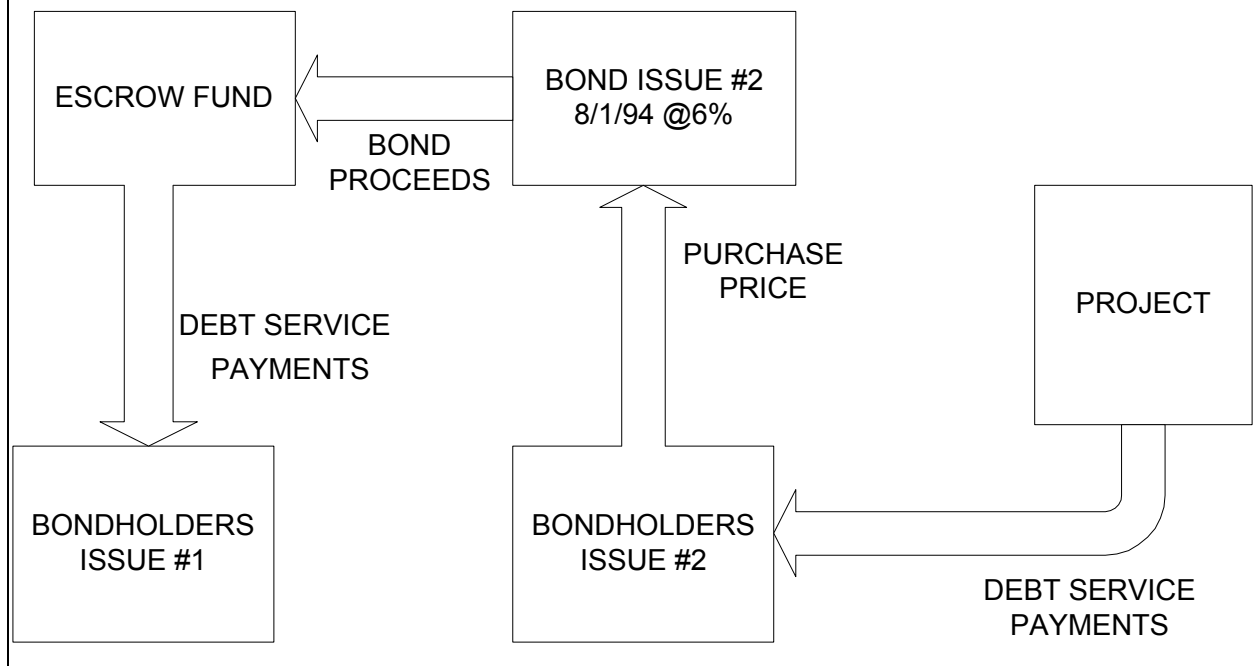 ESCROW FUND
BOND ISSUE #2
8/1/94 @6%
BOND
PROCEEDS
PURCHASE
PRICE
PROJECT
DEBT SERVICE
PAYMENTS
BONDHOLDERS
ISSUE #1
BONDHOLDERS
ISSUE #2
DEBT SERVICE
PAYMENTS